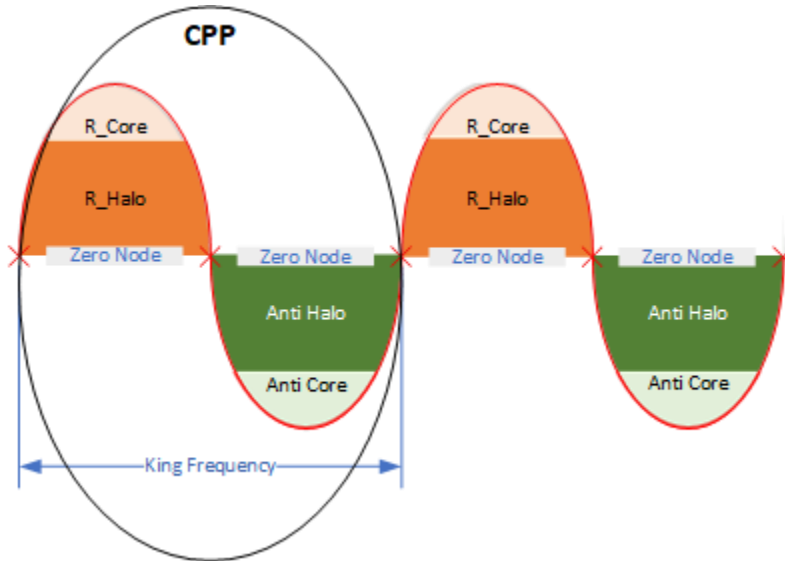 CPP
R_Core
R_Core
R_Halo
R_Halo
Zero Node
Zero Node
Zero Node
Zero Node
Anti Halo
Anti Halo
Anti Core
Anti Core
King Frequency